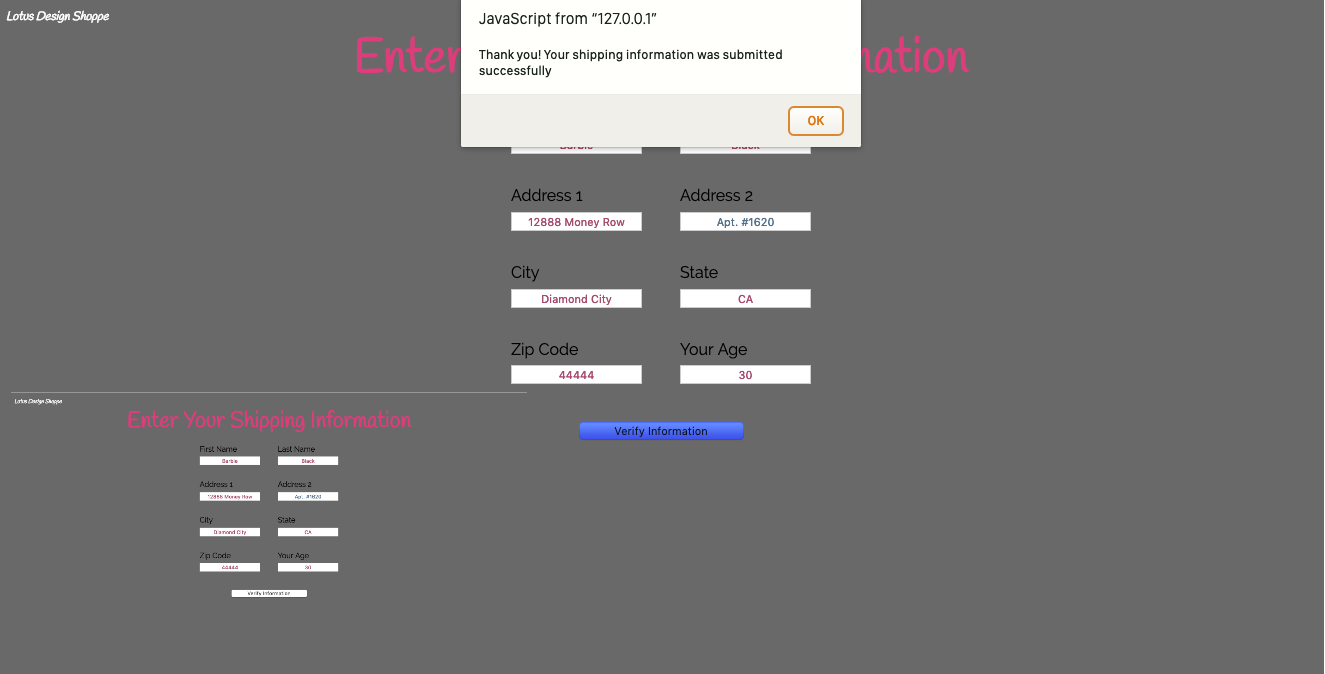 Lotus Design Shoppe
JavaScript from “127.0.0.1”
Thank you! Your shipping information was submitted
successfully
OK
Enter
Barbie
Black
Address 1
Address 2
12888 Money Row
Apt. #1620
City
State
Diamond City
CA
Zip Code
Your Age
44444
30
Verify Information
Lotus Design Shoppe
Enter Your Shipping Information
First Name
Last Name
Barbie
Black
Address 1
Address 2
12888 Money Row
Apt. #1620
City
State
Diamond City
CA
Zip Code
Your Age
44444
30
Verify Information